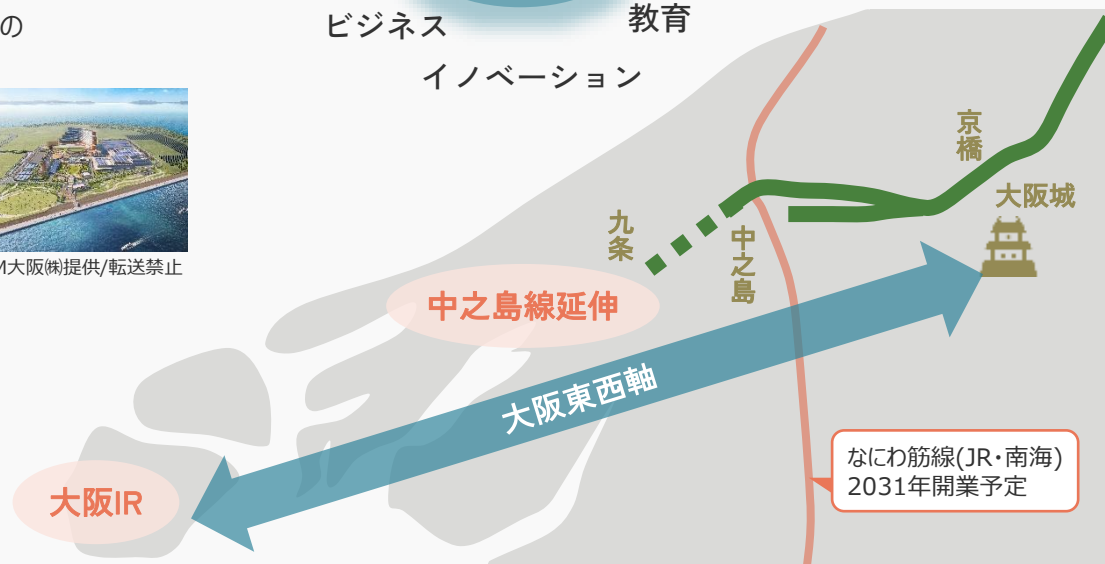 の
ビジネス
教育
イノベーション
M大阪㈱提供/転送禁止
京橋
大阪城
九条
中之島
中之島線延伸
大阪東西軸
なにわ筋線(JR・南海)
2031年開業予定
大阪IR